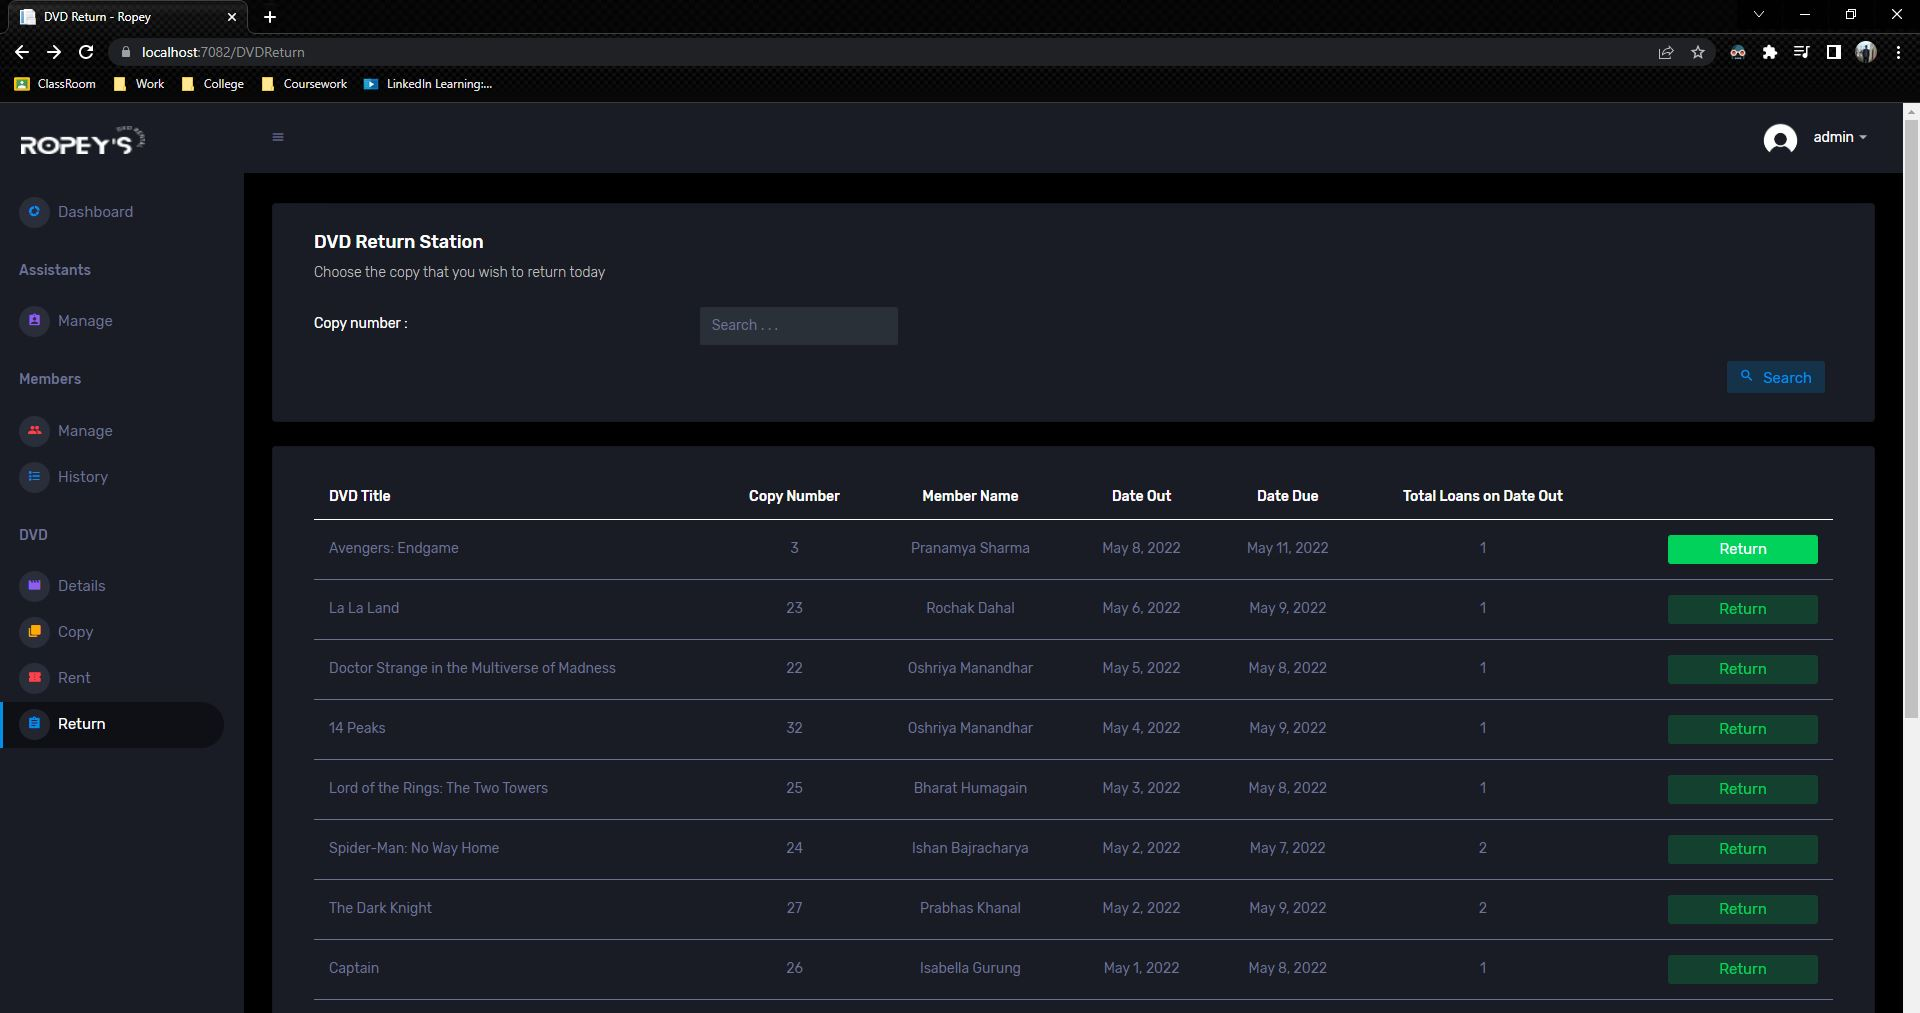 DVD Return - Ropey
localhost:7082/DVDReturn
ClassRoom Work College Coursework LinkedIn Learning:...
ROPEY'S
admin
Dashboard
Assistants
Manage
Members
Manage
History
DVD
Details
Copy
Rent
Return
DVD Return Station
Choose the copy that you wish to return today
Copy number :
Search . . .
Search
DVD Title Copy Number Member Name Date Out Date Due Total Loans on Date Out
Avengers: Endgame 3 Pranamya Sharma May 8, 2022 May 11, 2022 1 Return
La La Land 23 Rochak Dahal May 6, 2022 May 9, 2022 1 Return
Doctor Strange in the Multiverse of Madness 22 Oshriya Manandhar May 5, 2022 May 8, 2022 1 Return
14 Peaks 32 Oshriya Manandhar May 4, 2022 May 9, 2022 1 Return
Lord of the Rings: The Two Towers 25 Bharat Humagain May 3, 2022 May 8, 2022 1 Return
Spider-Man: No Way Home 24 Ishan Bajracharya May 2, 2022 May 7, 2022 2 Return
The Dark Knight 27 Prabhas Khanal May 2, 2022 May 9, 2022 2 Return
Captain 26 Isabella Gurung May 1, 2022 May 8, 2022 1 Return